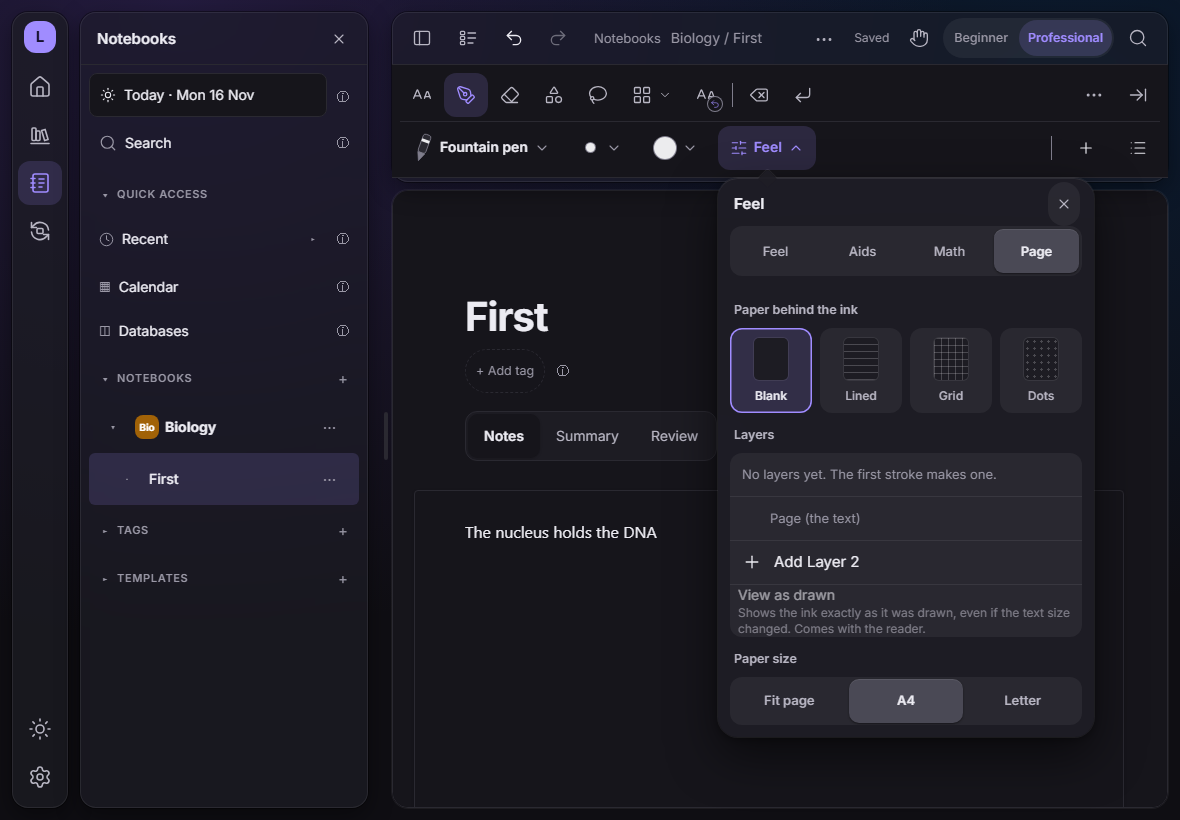 L
Notebooks
Today · Mon 16 Nov
Search
QUICK ACCESS
Recent
Calendar
Databases
NOTEBOOKS
Bio Biology
First
TAGS
TEMPLATES
Notebooks Biology / First
Saved
Beginner Professional
AA
AA
Fountain pen
Feel
First
+ Add tag
Notes Summary Review
The nucleus holds the DNA
Feel
Feel Aids Math Page
Paper behind the ink
Blank Lined Grid Dots
Layers
No layers yet. The first stroke makes one.
Page (the text)
Add Layer 2
View as drawn
Shows the ink exactly as it was drawn, even if the text size
changed. Comes with the reader.
Paper size
Fit page A4 Letter